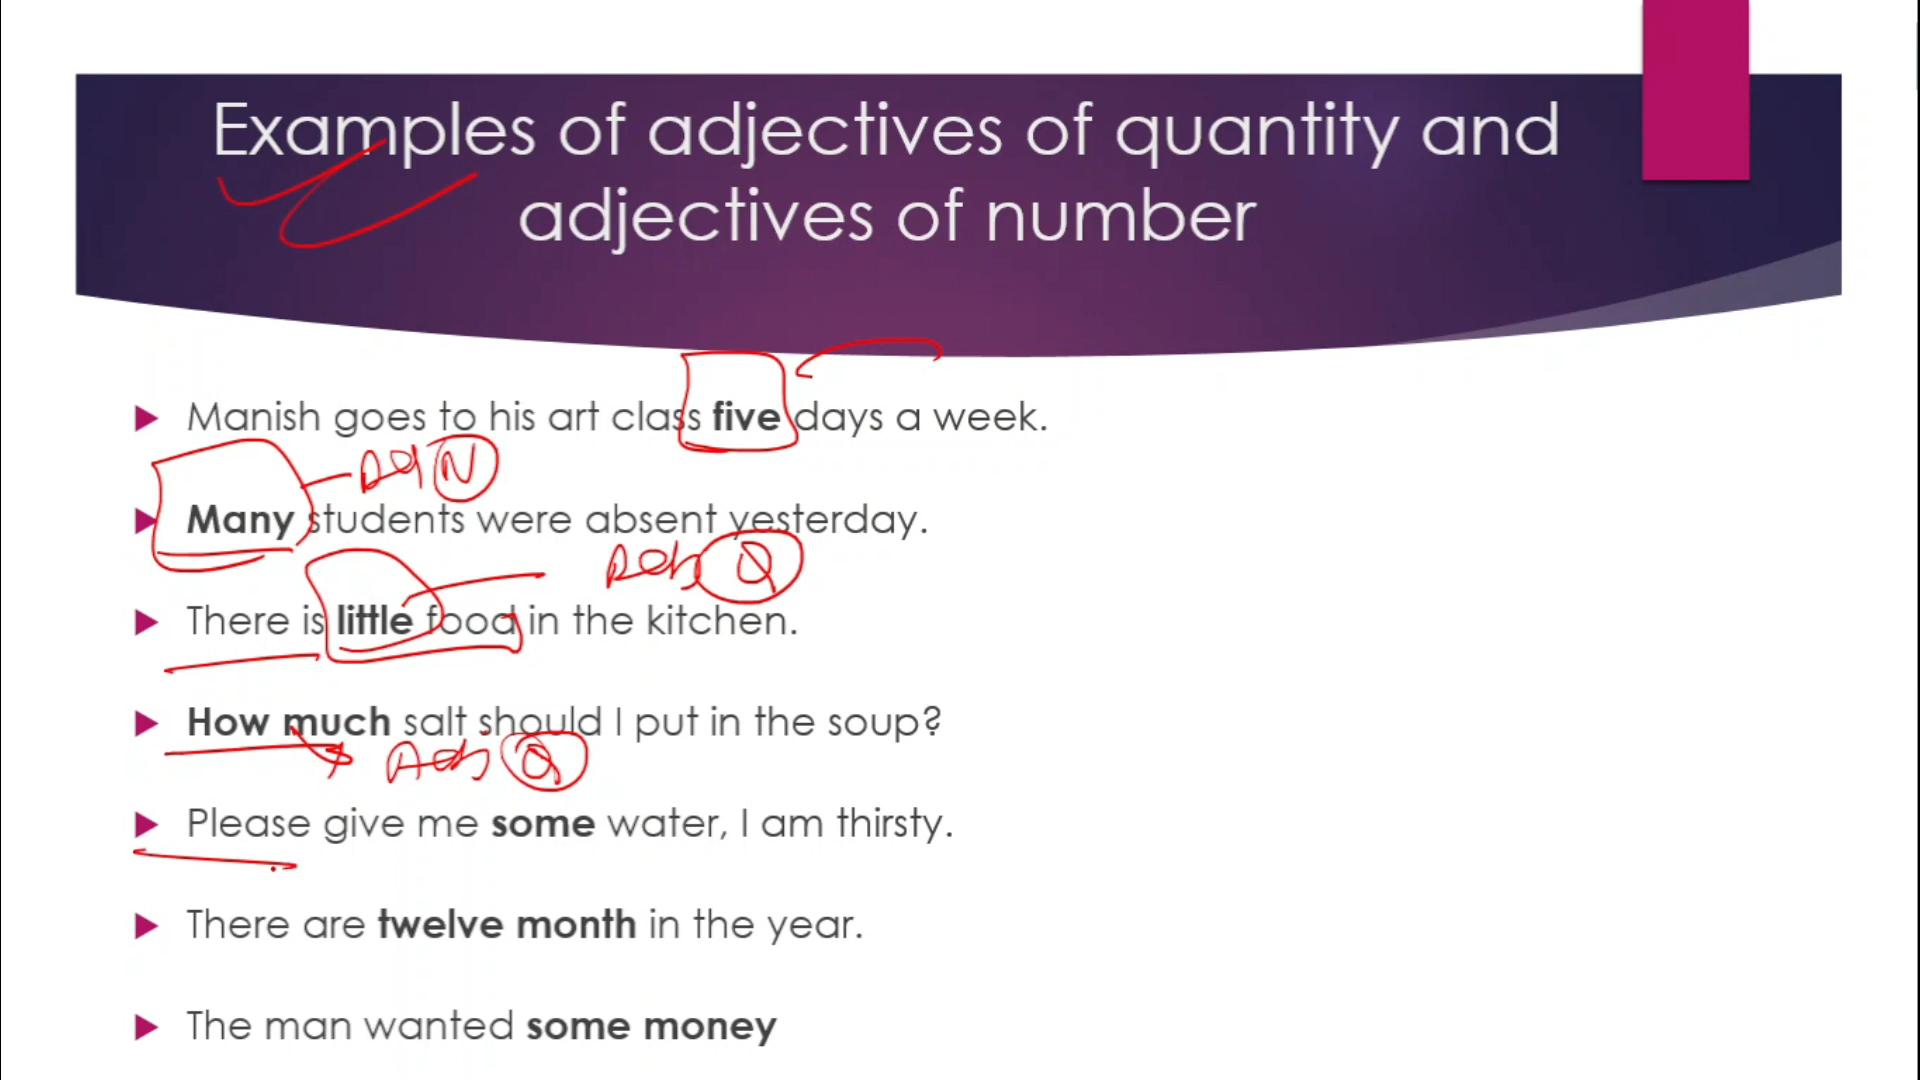 Examples of adjectives of quantity and
adjectives of number
Manish goes to his art class five days a week.
Adj N
Many students were absent yesterday.
Adj Q
There is little food in the kitchen.
How much salt should I put in the soup?
Adj Q
Please give me some water, I am thirsty.
There are twelve month in the year.
The man wanted some money